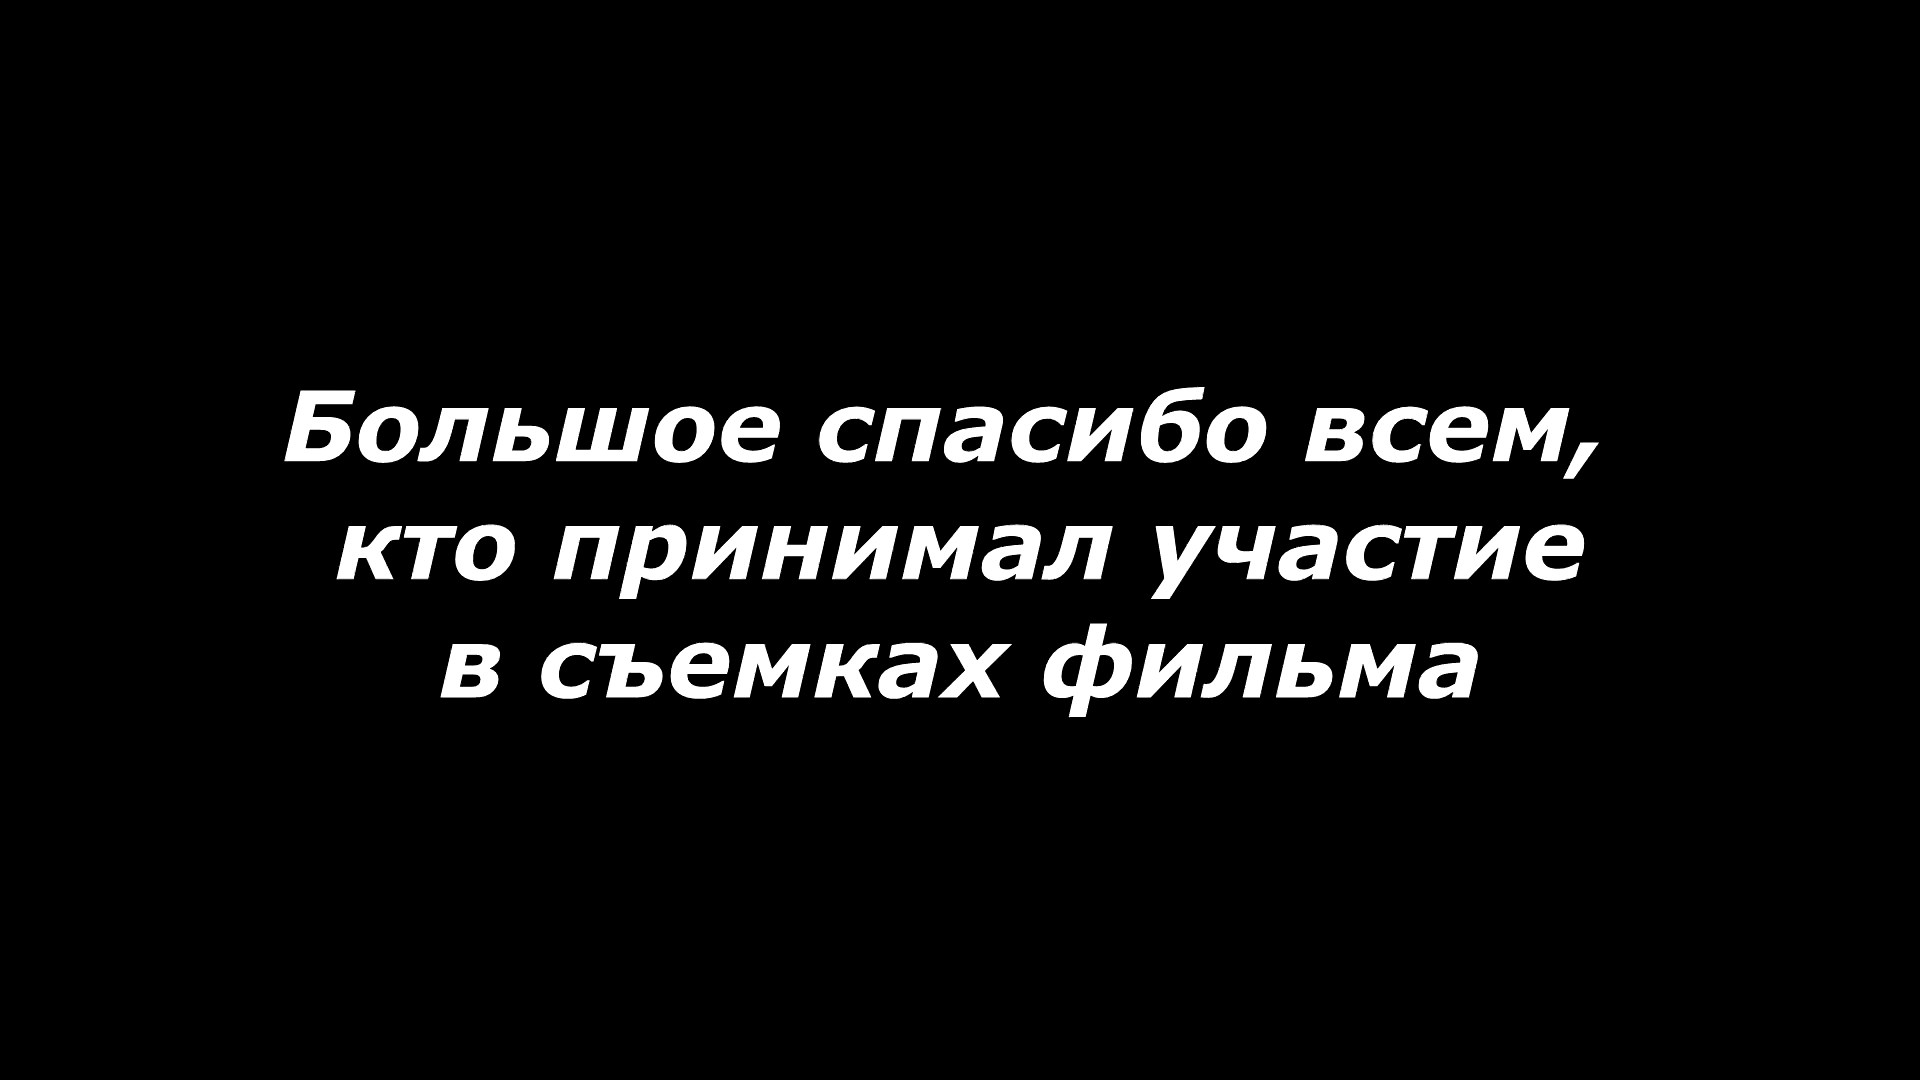 Большое спасибо всем,
кто принимал участие
в съемках фильма